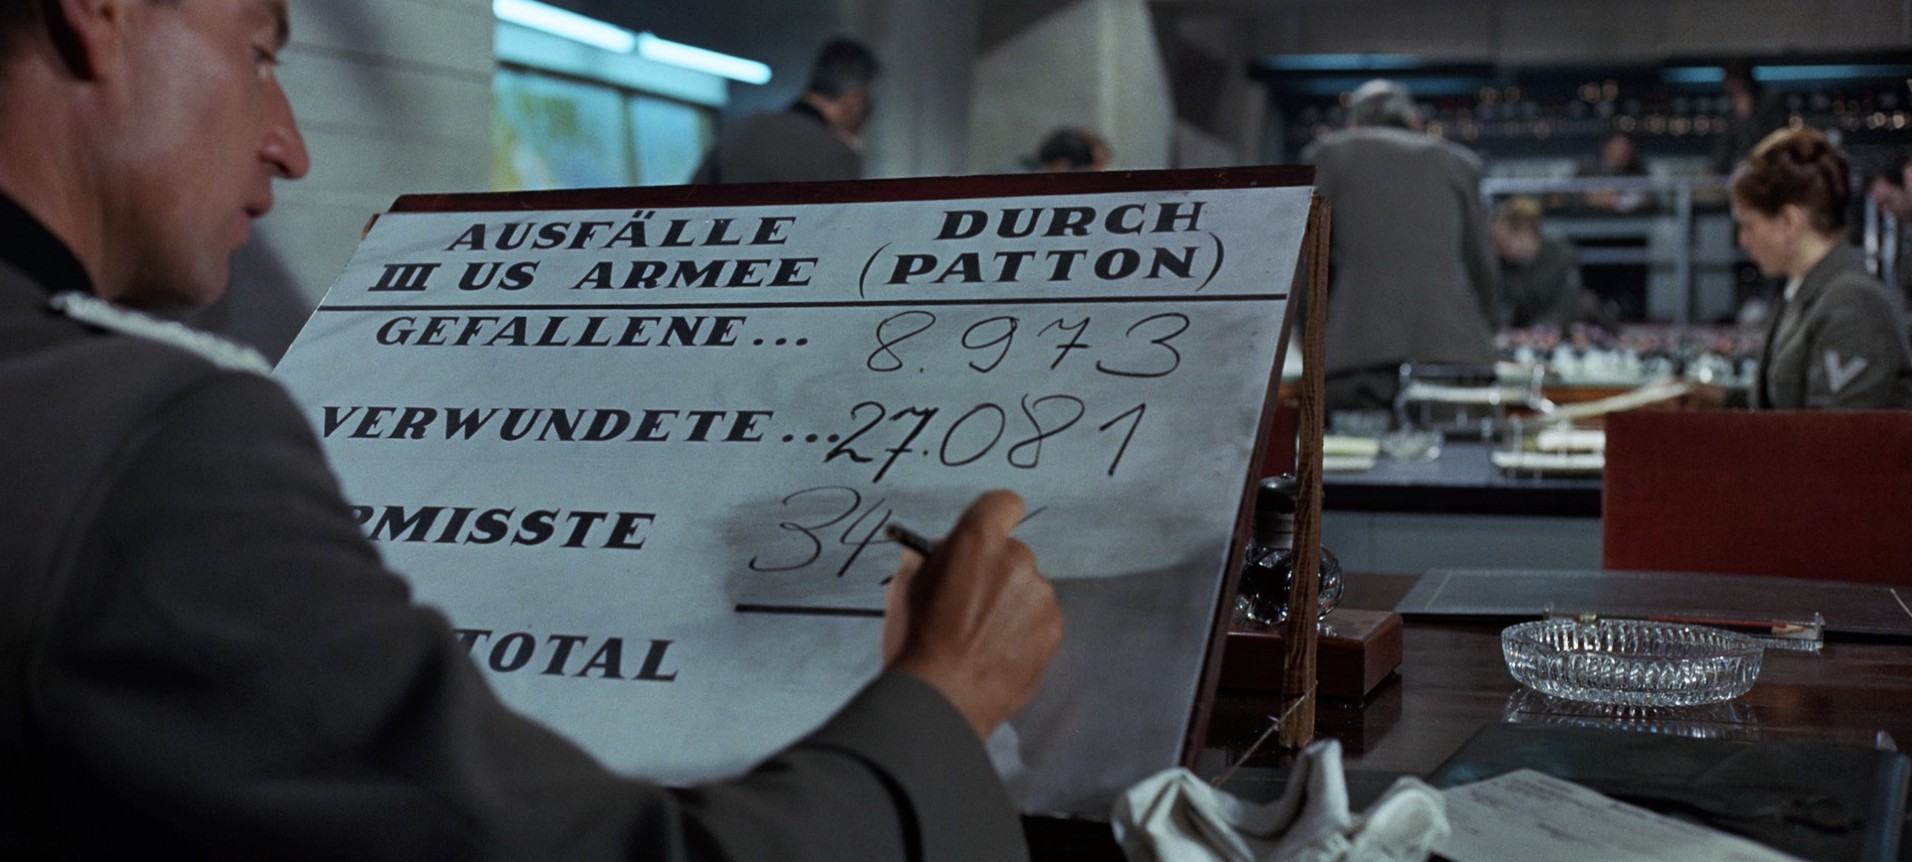 AUSFÄLLE DURCH
III US ARMEE (PATTON)
GEFALLENE... 8.973
VERWUNDETE... 27.081
RMISSTE 34.
TOTAL